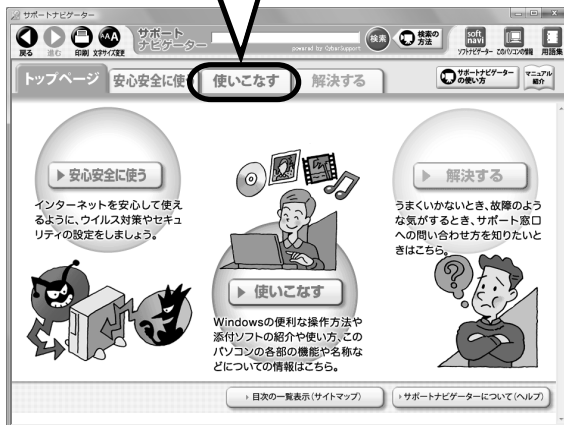 サポートナビゲーター
戻る 進む 印刷 文字サイズ変更
サポート
ナビゲーター
powered by CyberSupport
検索
検索の
方法
soft
navi
ソフトナビゲーター このパソコンの情報 用語集
トップページ 安心安全に使う 使いこなす 解決する
サポートナビゲーター
の使い方
マニュアル
紹介
安心安全に使う
インターネットを安心して使え
るように、ウイルス対策やセキュ
リティの設定をしましょう。
使いこなす
Windowsの便利な操作方法や
添付ソフトの紹介や使い方、この
パソコンの各部の機能や名称な
どについての情報はこちら。
解決する
うまくいかないとき、故障のよう
な気がするとき、サポート窓口
への問い合わせ方を知りたいと
きはこちら。
?
目次の一覧表示(サイトマップ)
サポートナビゲーターについて(ヘルプ)